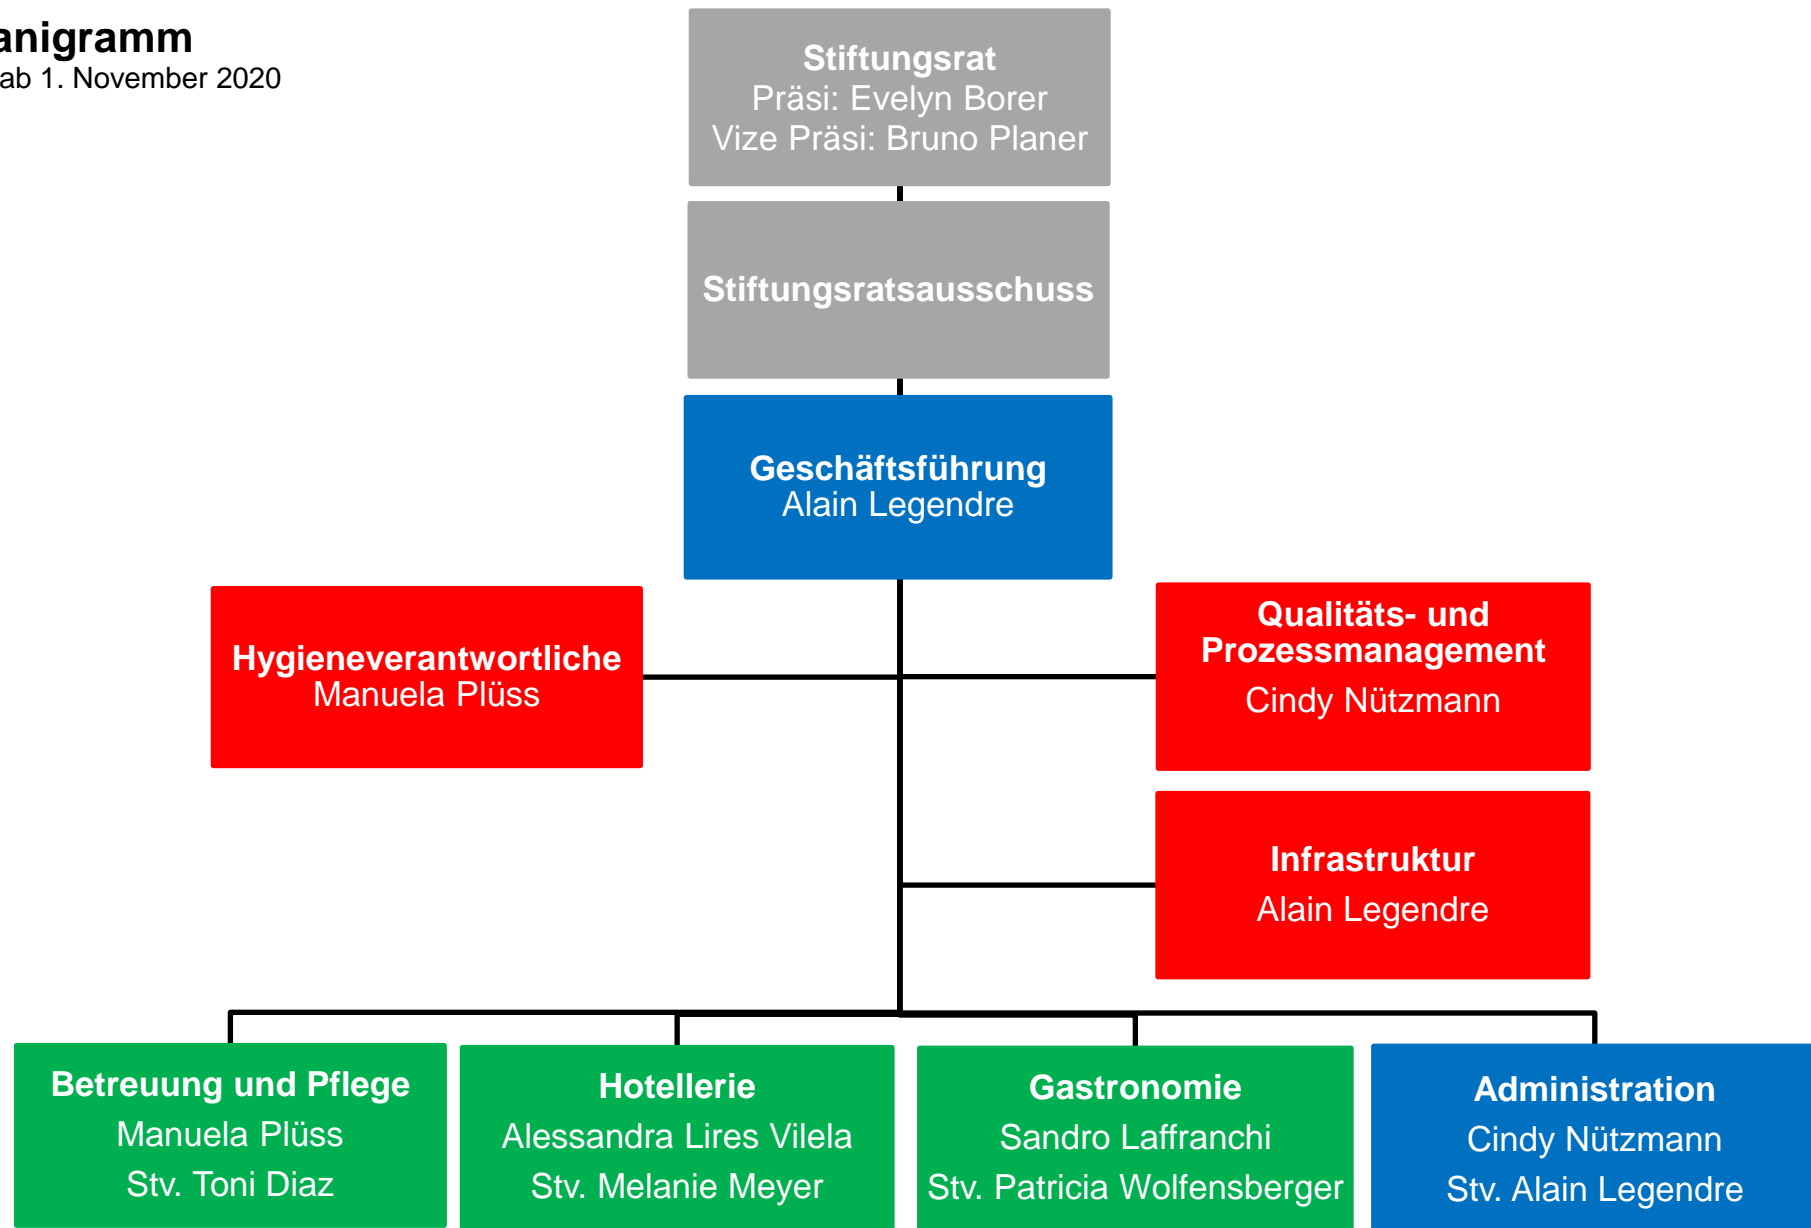 anigramm
ab 1. November 2020
Stiftungsrat
Präsi: Evelyn Borer
Vize Präsi: Bruno Planer
Stiftungsratsausschuss
Geschäftsführung
Alain Legendre
Hygieneverantwortliche
Manuela Plüss
Qualitäts- und
Prozessmanagement
Cindy Nützmann
Infrastruktur
Alain Legendre
Betreuung und Pflege
Manuela Plüss
Stv. Toni Diaz
Hotellerie
Alessandra Lires Vilela
Stv. Melanie Meyer
Gastronomie
Sandro Laffranchi
Stv. Patricia Wolfensberger
Administration
Cindy Nützmann
Stv. Alain Legendre